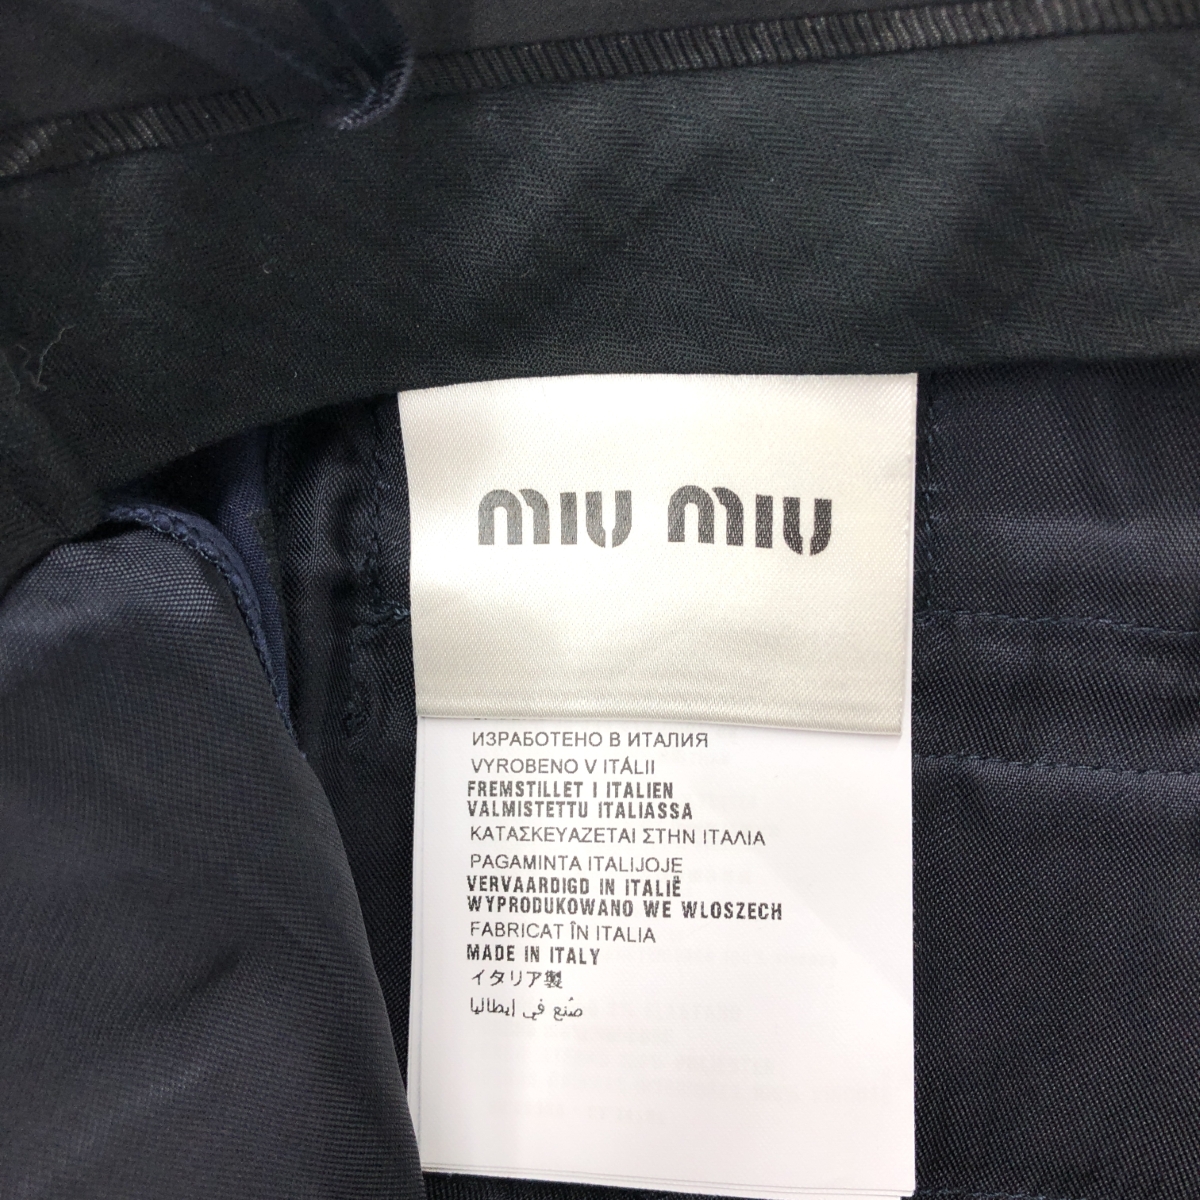 miu miu
ИЗРАБОТЕНО В ИТАЛИЯ
VYROBENO V ITÁLII
FREMSTILLET I ITALIEN
VALMISTETTU ITALIASSA
ΚΑΤΑΣΚΕΥΑΖΕΤΑΙ ΣΤΗΝ ΙΤΑΛΙΑ
PAGAMINTA ITALIJOJE
VERVAARDIGD IN ITALIË
WYPRODUKOWANO WE WLOSZECH
FABRICAT ÎN ITALIA
MADE IN ITALY
イタリア製
صُنع في إيطاليا